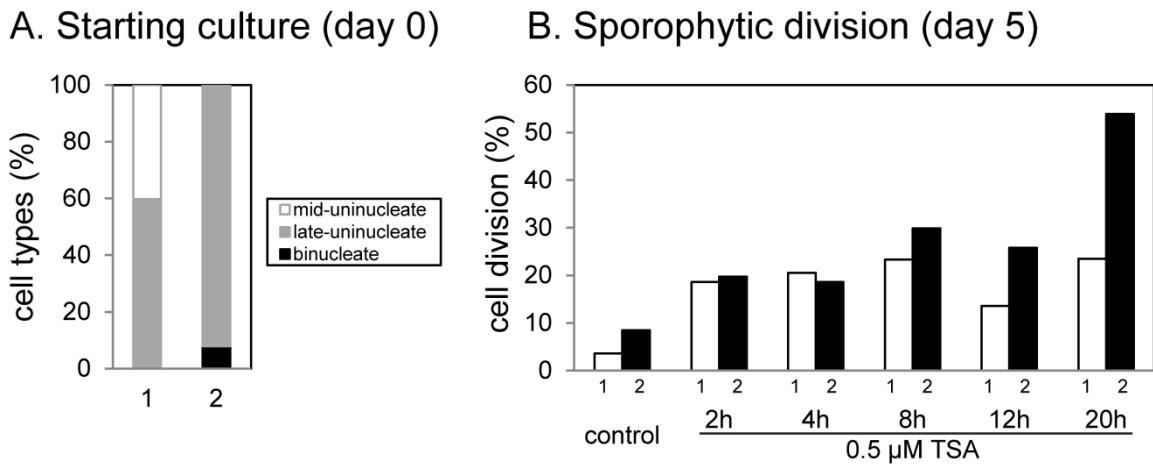 A. Starting culture (day 0)
100
80
60
40
20
0
cell types (%)
1 2
mid-uninucleate
late-uninucleate
binucleate
B. Sporophytic division (day 5)
60
50
40
30
20
10
0
cell division (%)
1 2 1 2 1 2 1 2 1 2 1 2
control 2h 4h 8h 12h 20h
0.5 µM TSA